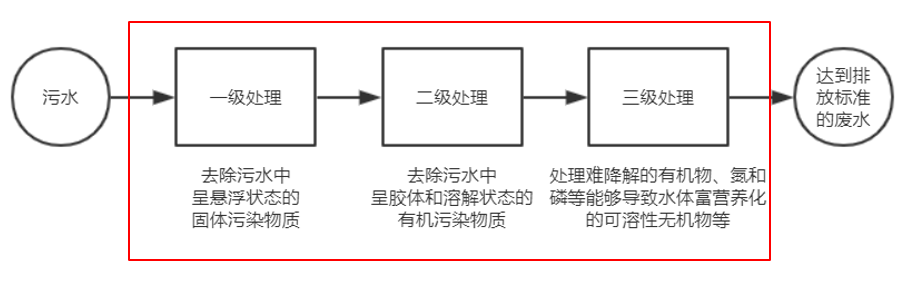 污水
一级处理
二级处理
三级处理
达到排
放标准
的废水
去除污水中
呈悬浮状态的
固体污染物质
去除污水中
呈胶体和溶解状态的
有机污染物质
处理难降解的有机物、氮和
磷等能够导致水体富营养化
的可溶性无机物等